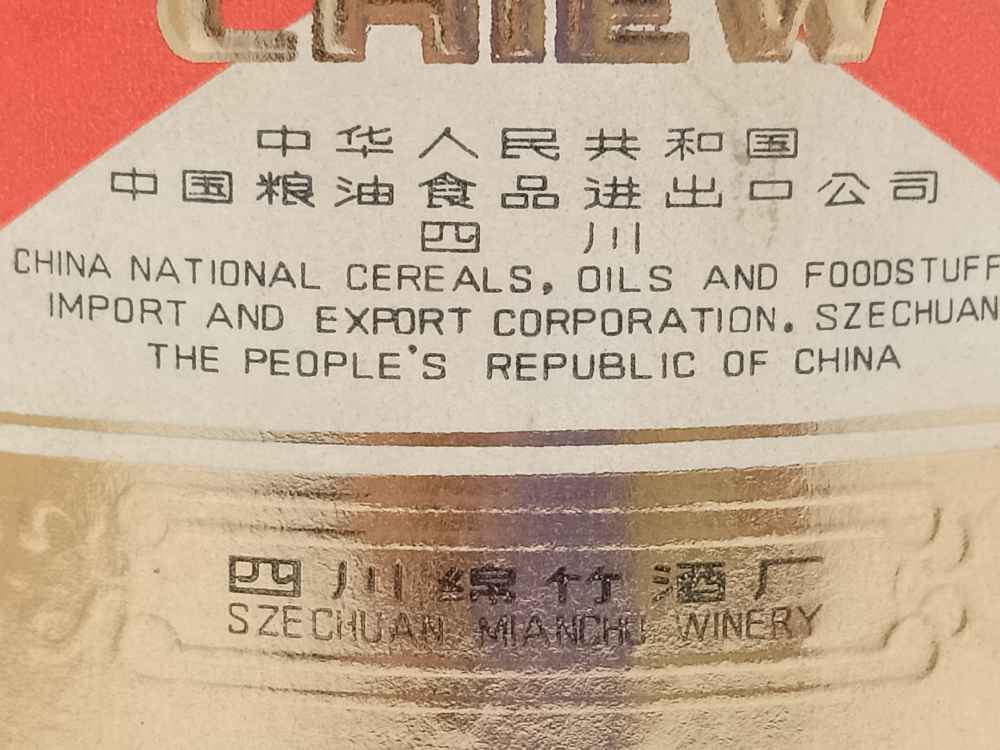 CHIEW
中华人民共和国
中国粮油食品进出口公司
四川
CHINA NATIONAL CEREALS, OILS AND FOODSTUFF
IMPORT AND EXPORT CORPORATION. SZECHUAN
THE PEOPLE'S REPUBLIC OF CHINA
四川绵竹酒厂
SZECHUAN MIANCHU WINERY